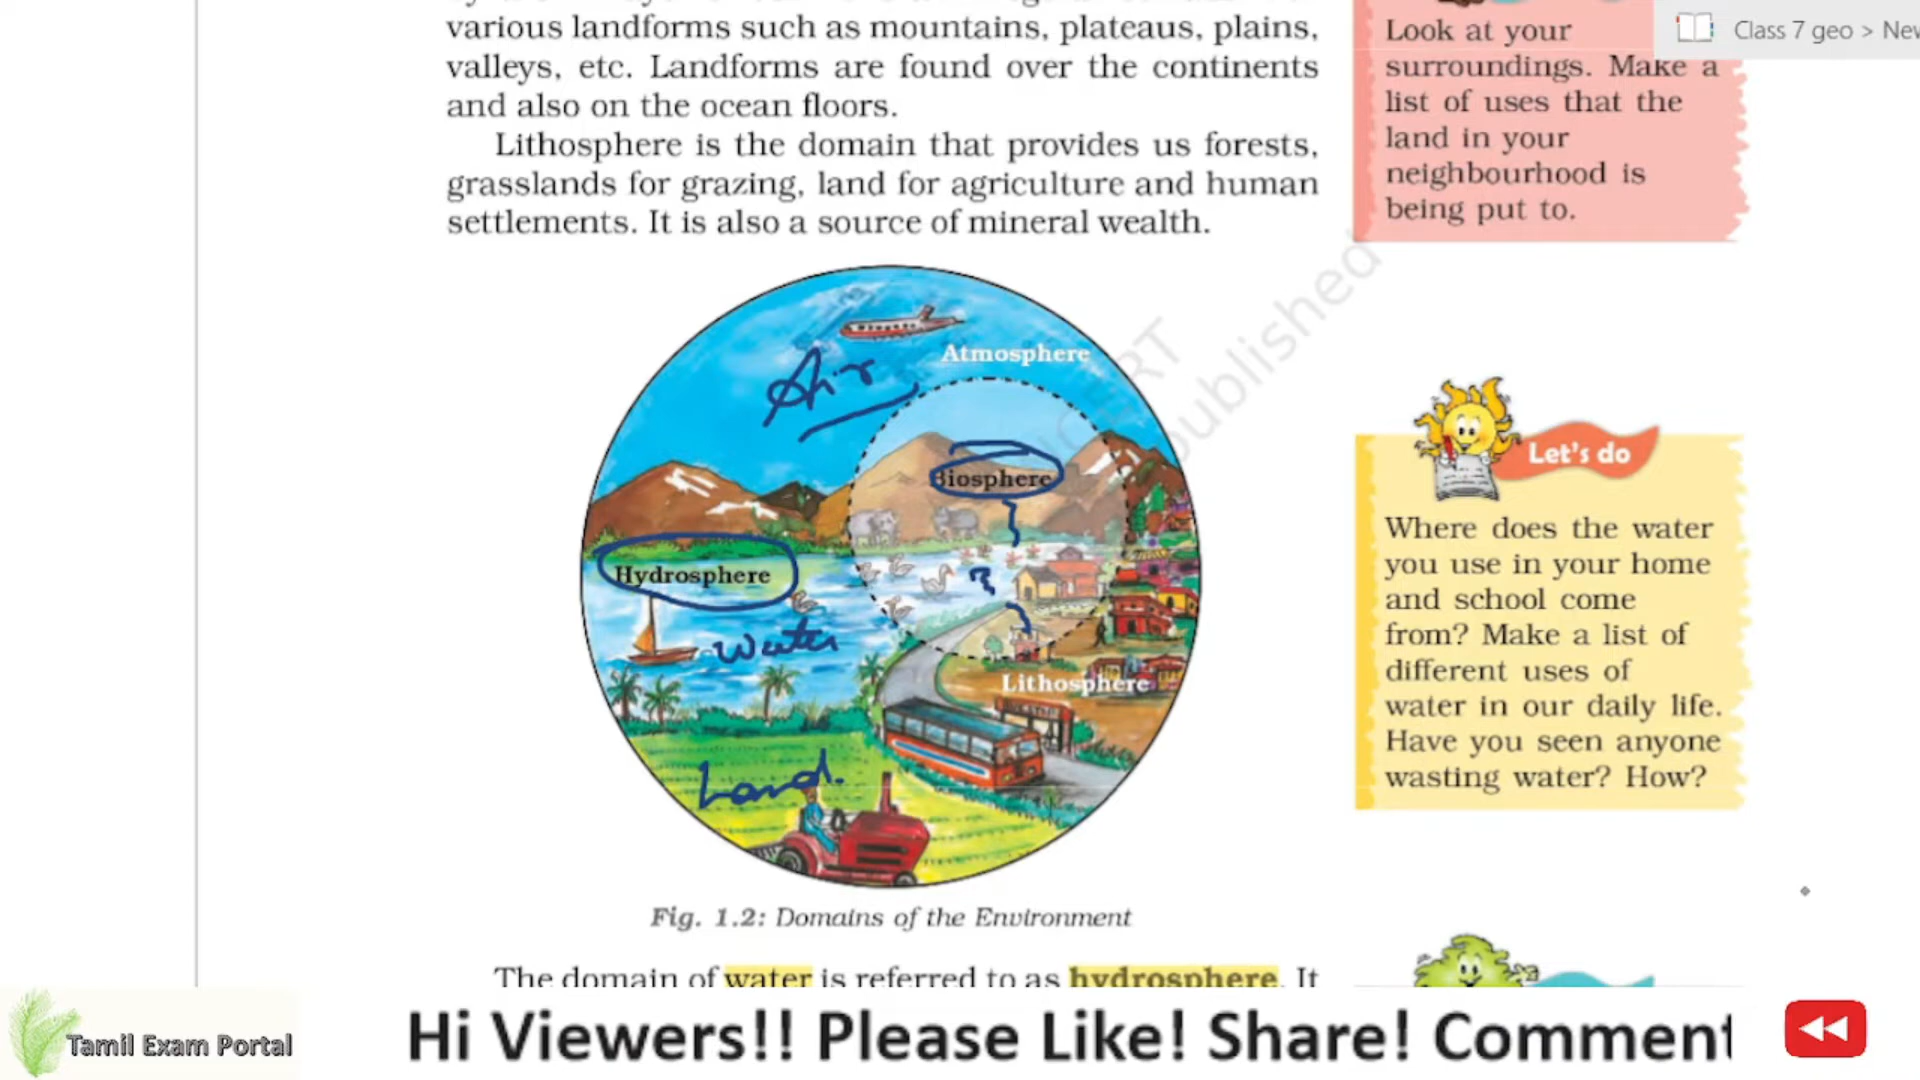 various landforms such as mountains, plateaus, plains,
valleys, etc. Landforms are found over the continents
and also on the ocean floors.
Lithosphere is the domain that provides us forests,
grasslands for grazing, land for agriculture and human
settlements. It is also a source of mineral wealth.
Atmosphere
Air
Biosphere
Hydrosphere
Water
Lithosphere
Land.
Fig. 1.2: Domains of the Environment
The domain of water is referred to as hydrosphere. It
Class 7 geo > New
Look at your
surroundings. Make a
list of uses that the
land in your
neighbourhood is
being put to.
published
Let's do
Where does the water
you use in your home
and school come
from? Make a list of
different uses of
water in our daily life.
Have you seen anyone
wasting water? How?
Tamil Exam Portal
Hi Viewers!! Please Like! Share! Comment